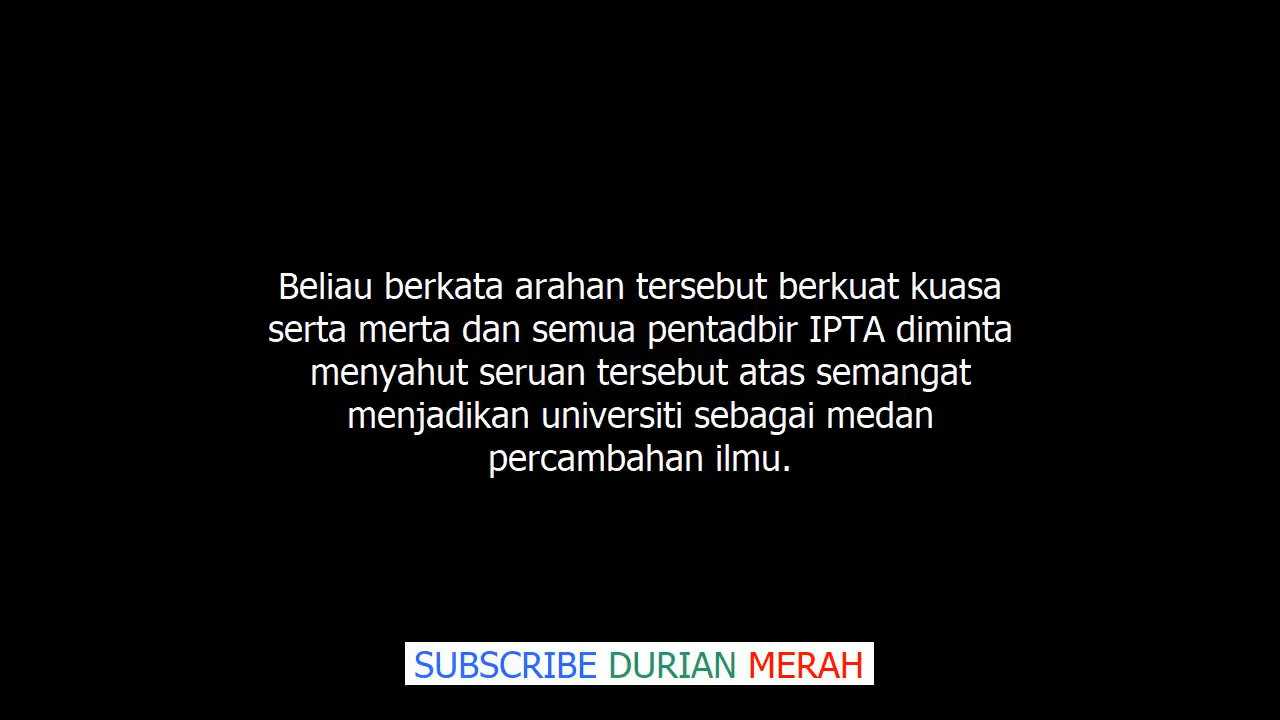 Beliau berkata arahan tersebut berkuat kuasa
serta merta dan semua pentadbir IPTA diminta
menyahut seruan tersebut atas semangat
menjadikan universiti sebagai medan
percambahan ilmu.
SUBSCRIBE DURIAN MERAH